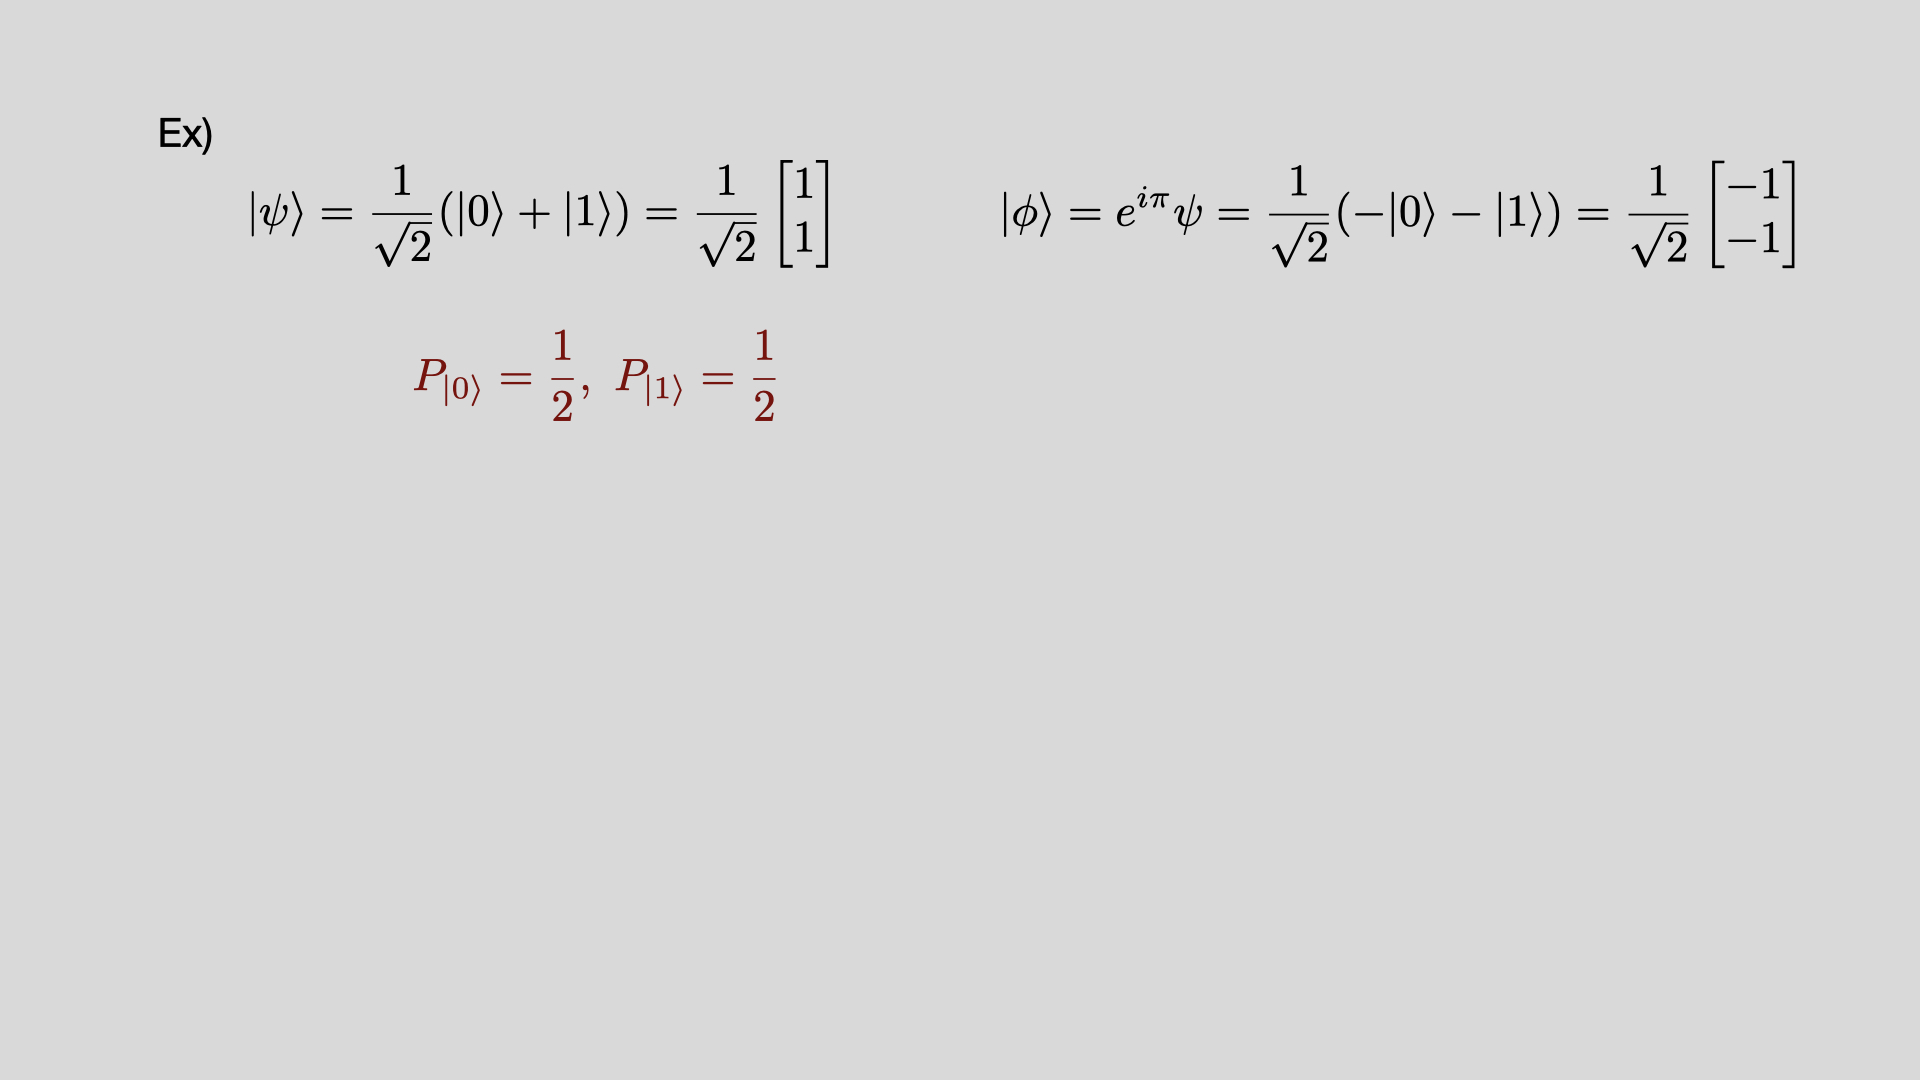 Ex)
|ψ⟩ = 1/√2 (|0⟩ + |1⟩) = 1/√2 [1 1]
|ϕ⟩ = e^{iπ}ψ = 1/√2 (−|0⟩ − |1⟩) = 1/√2 [−1 −1]
P_{|0⟩} = 1/2, P_{|1⟩} = 1/2